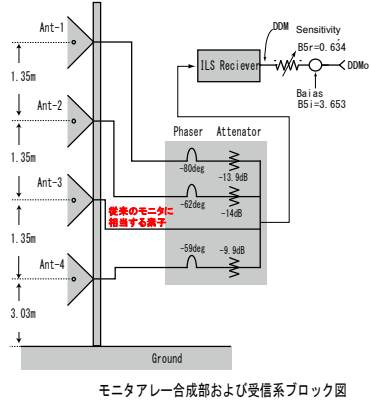 Ant-1
1.35m
Ant-2
1.35m
Ant-3
1.35m
Ant-4
3.03m
Ground
Phaser
Attenator
-80deg
-13.9dB
-62deg
-14dB
従来のモニタに
相当する素子
-59deg
-9.9dB
ILS Reciever
DDM
Sensitivity
B5r=0.634
DDMo
Baias
B5i=3.653
モニタアレー合成部および受信系ブロック図